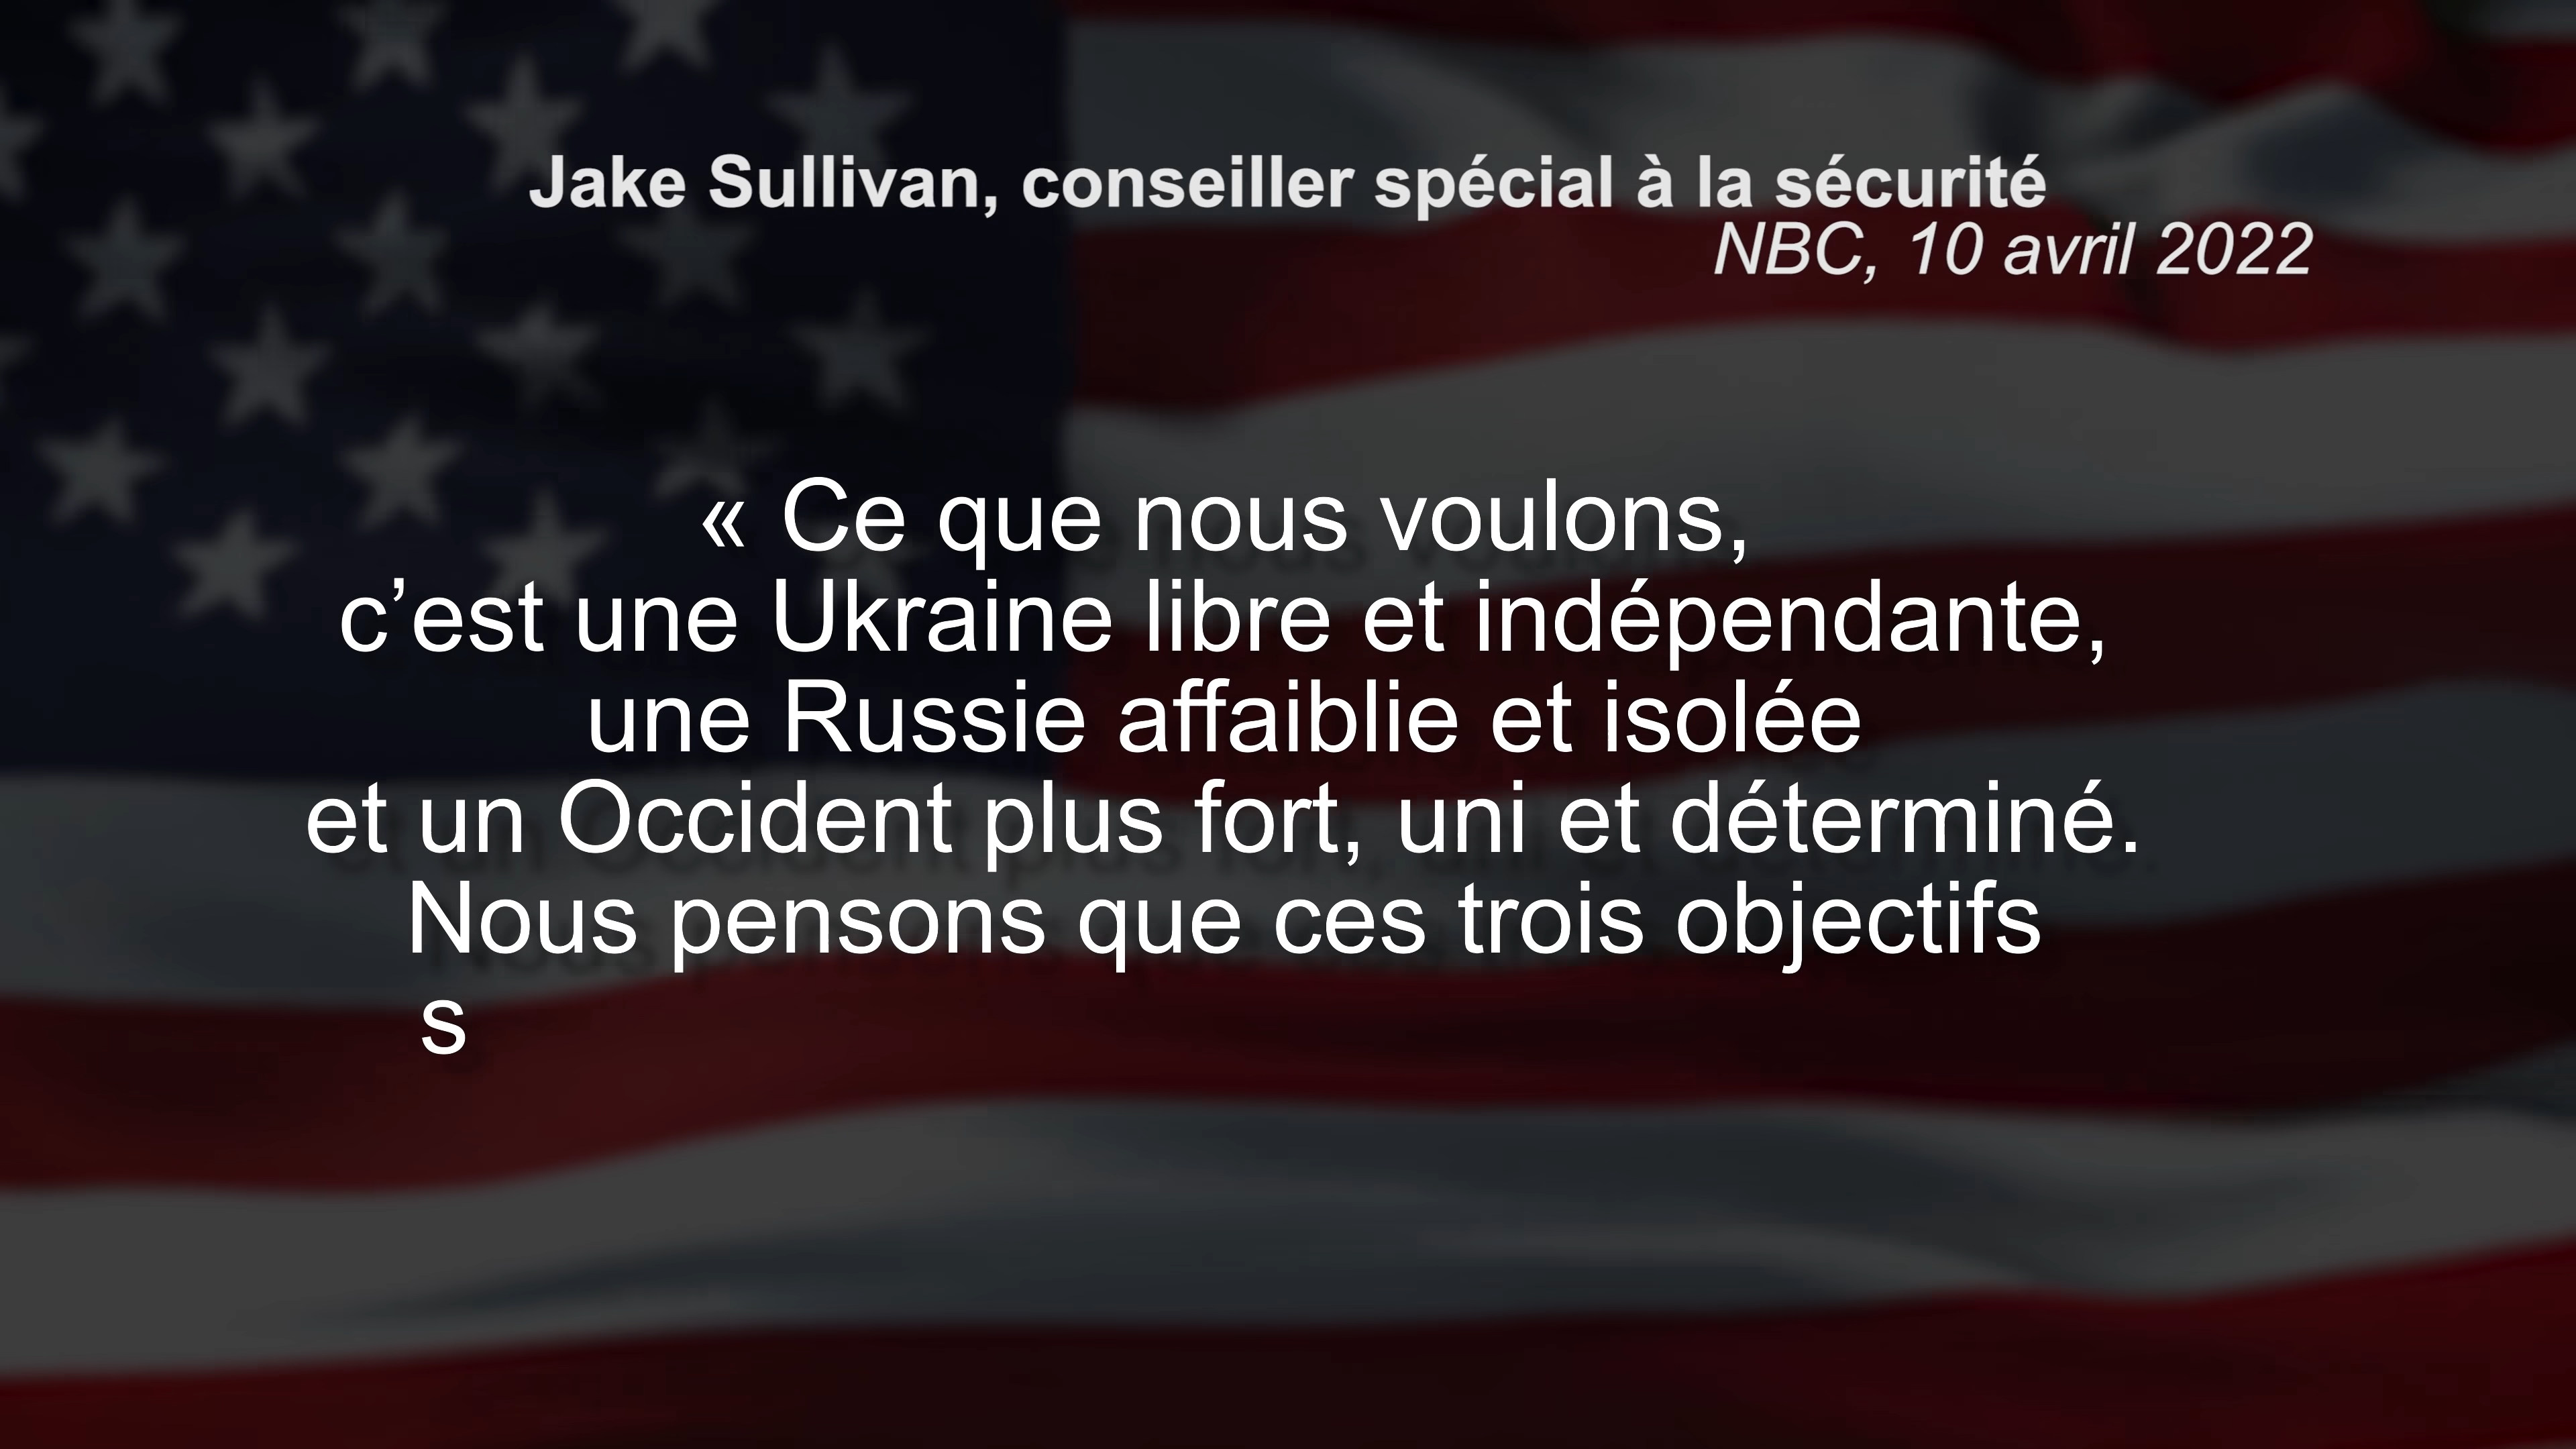 Jake Sullivan, conseiller spécial à la sécurité
NBC, 10 avril 2022
« Ce que nous voulons,
c’est une Ukraine libre et indépendante,
une Russie affaiblie et isolée
et un Occident plus fort, uni et déterminé.
Nous pensons que ces trois objectifs
s